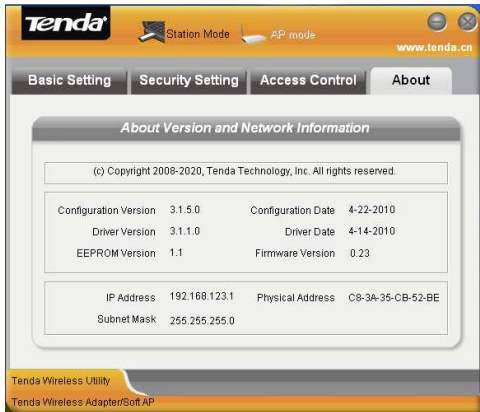 Tenda
Station Mode AP mode
www.tenda.cn
Basic Setting Security Setting Access Control About
About Version and Network Information
(c) Copyright 2008-2020, Tenda Technology, Inc. All rights reserved.
Configuration Version 3.1.5.0 Configuration Date 4-22-2010
Driver Version 3.1.1.0 Driver Date 4-14-2010
EEPROM Version 1.1 Firmware Version 0.23
IP Address 192.168.123.1 Physical Address C8-3A-35-CB-52-BE
Subnet Mask 255.255.255.0
Tenda Wireless Utility
Tenda Wireless Adapter/Soft AP